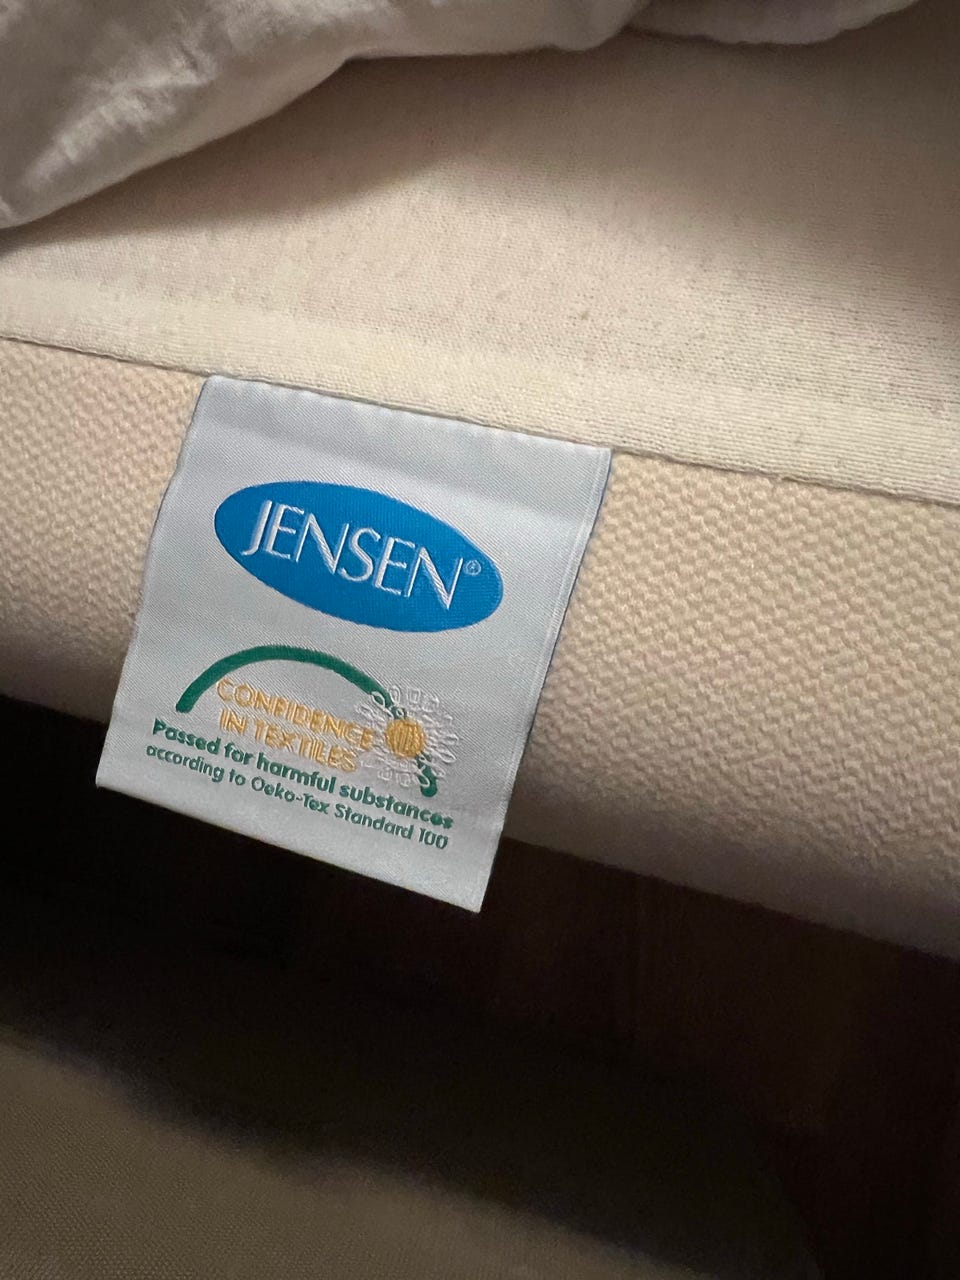 JENSEN®
CONFIDENCE
IN TEXTILES
Passed for harmful substances
according to Oeko-Tex Standard 100